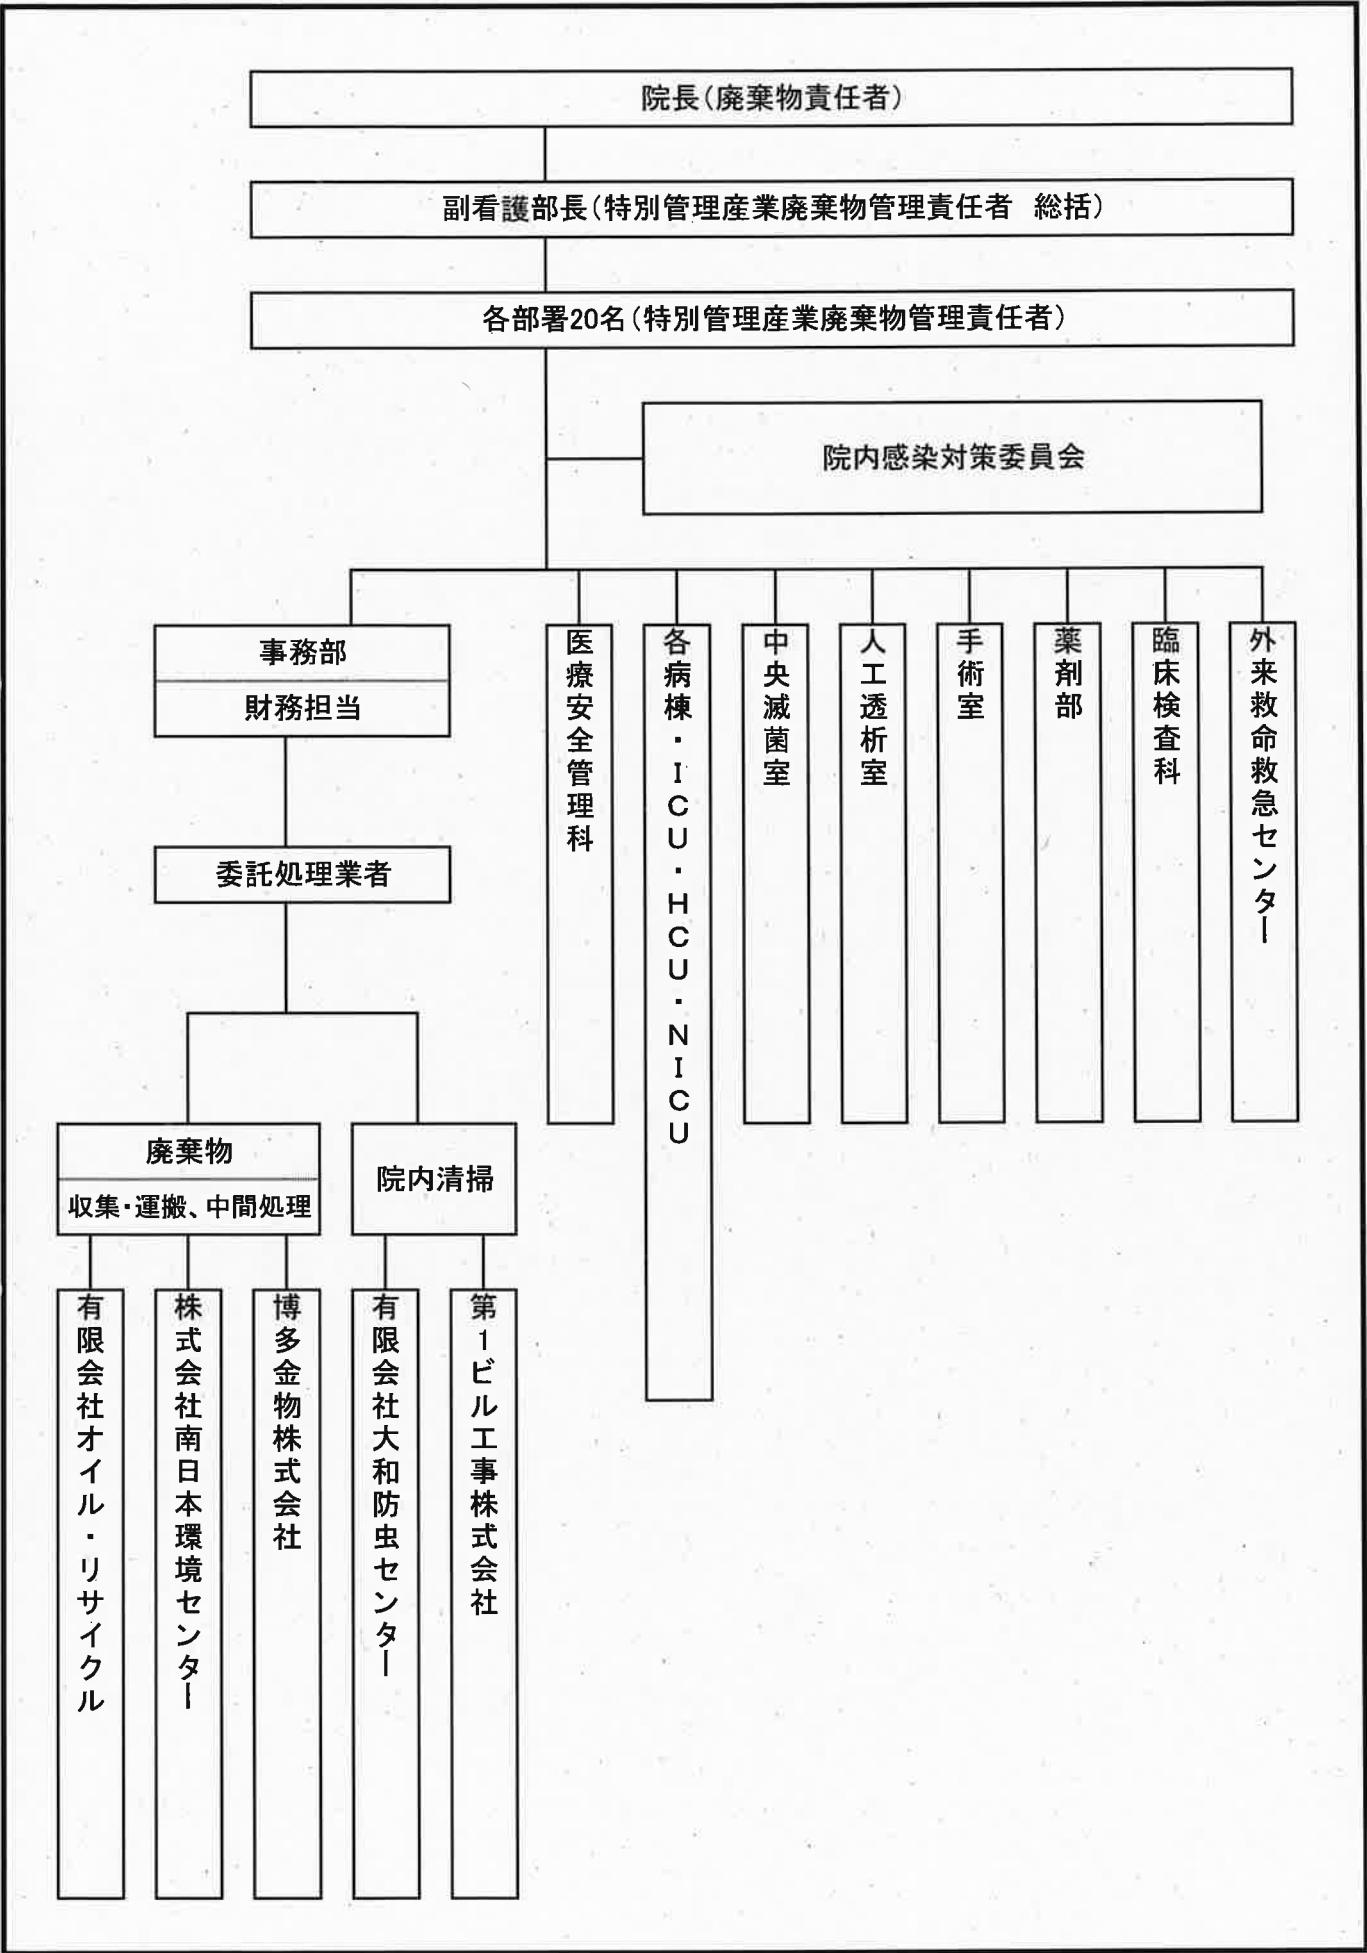 院長(廃棄物責任者)
副看護部長(特別管理産業廃棄物管理責任者 総括)
各部署20名(特別管理産業廃棄物管理責任者)
院内感染対策委員会
事務部
財務担当
医療安全管理科
各病棟・ICU・HCU・NICU
中央滅菌室
人工透析室
手術室
薬剤部
臨床検査科
外来救命救急センター
委託処理業者
廃棄物
収集・運搬、中間処理
院内清掃
有限会社オイル・リサイクル
株式会社南日本環境センター
博多金物株式会社
有限会社大和防虫センター
第1ビル工事株式会社